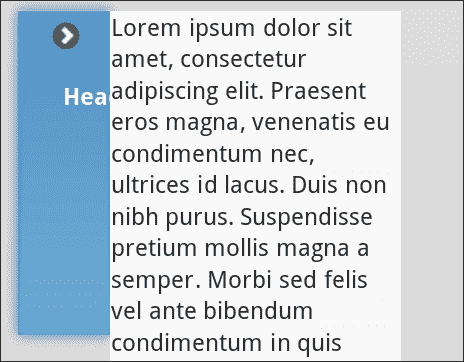 Lorem ipsum dolor sit
amet, consectetur
adipiscing elit. Praesent
eros magna, venenatis eu
condimentum nec,
ultrices id lacus. Duis non
nibh purus. Suspendisse
pretium mollis magna a
semper. Morbi sed felis
vel ante bibendum
condimentum in quis